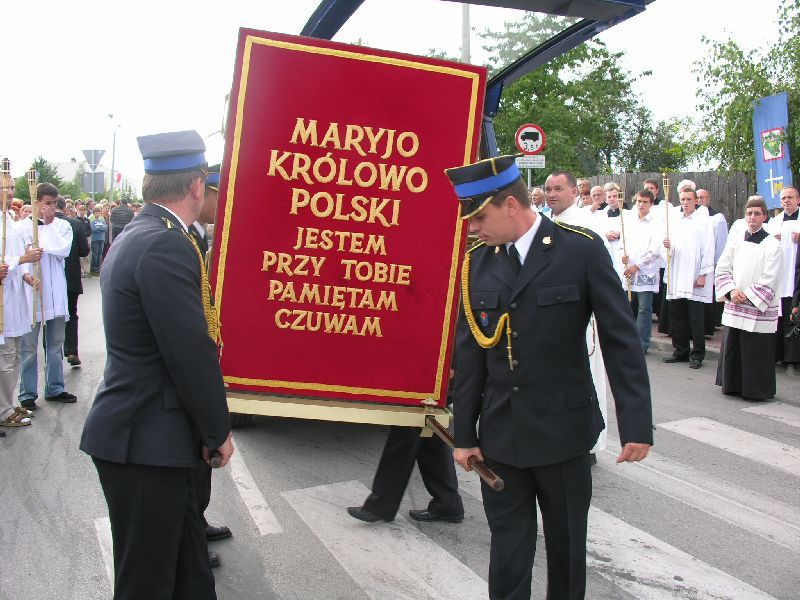 MARYJO
KRÓLOWO
POLSKI
JESTEM
PRZY TOBIE
PAMIĘTAM
CZUWAM